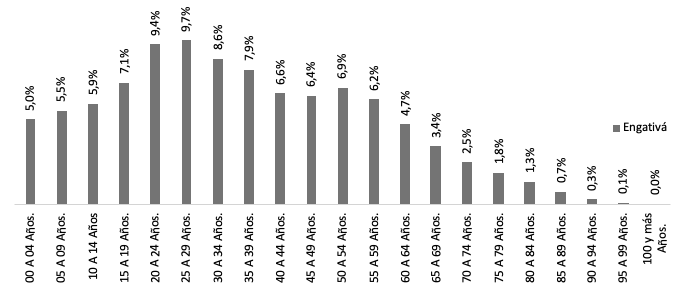 5,0%
5,5%
5,9%
7,1%
9,4%
9,7%
8,6%
7,9%
6,6%
6,4%
6,9%
6,2%
4,7%
3,4%
2,5%
1,8%
1,3%
0,7%
0,3%
0,1%
0,0%
Engativá
00 A 04 Años.
05 A 09 Años.
10 A 14 Años
15 A 19 Años.
20 A 24 Años.
25 A 29 Años.
30 A 34 Años.
35 A 39 Años.
40 A 44 Años.
45 A 49 Años.
50 A 54 Años.
55 A 59 Años.
60 A 64 Años.
65 A 69 Años.
70 A 74 Años.
75 A 79 Años.
80 A 84 Años.
85 A 89 Años.
90 A 94 Años.
95 A 99 Años.
100 y más
Años.